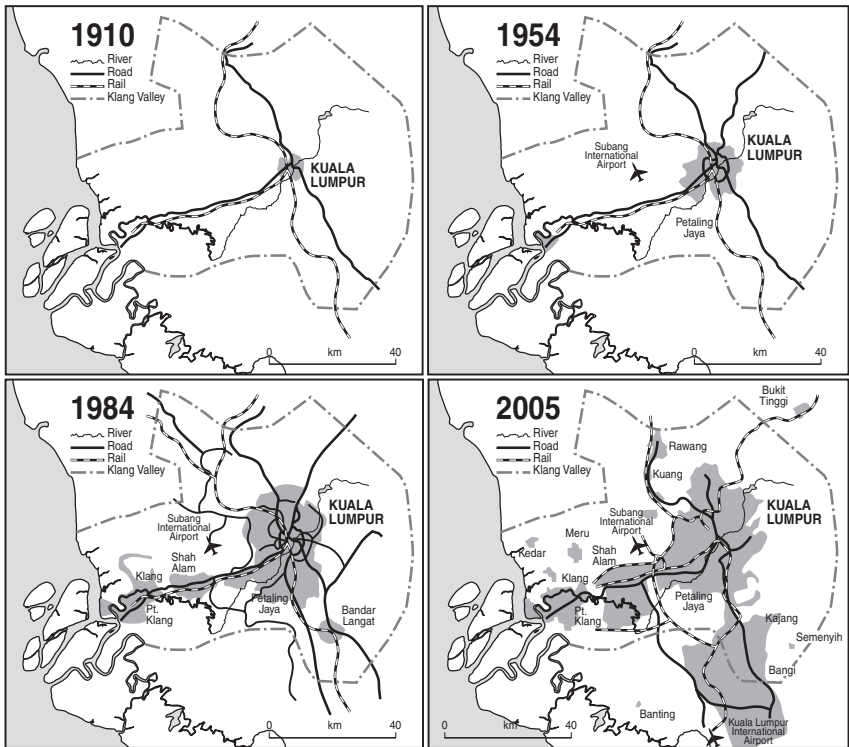 1910
River
Road
Rail
Klang Valley
KUALA
LUMPUR
0
km
40
1954
River
Road
Rail
Klang Valley
Subang
International
Airport
KUALA
LUMPUR
Petaling
Jaya
0
km
40
1984
River
Road
Rail
Klang Valley
KUALA
LUMPUR
Subang
International
Airport
Shah
Alam
Klang
Pt.
Klang
Petaling
Jaya
Bandar
Langat
0
km
40
2005
River
Road
Rail
Klang Valley
Bukit
Tinggi
Rawang
Kuang
KUALA
LUMPUR
Subang
International
Airport
Meru
Kedar
Shah
Alam
Klang
Pt.
Klang
Petaling
Jaya
Kajang
Semenyih
Bangi
Banting
Kuala Lumpur
International
Airport
0
km
40